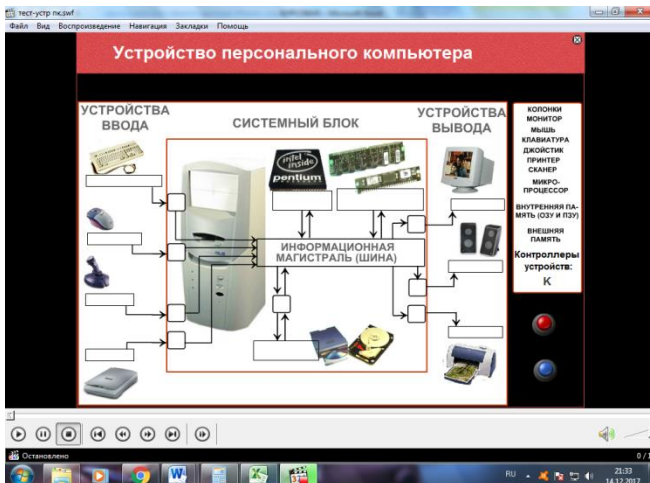 тест-устр пк.swf
Файл Вид Воспроизведение Навигация Закладки Помощь
Устройство персонального компьютера
УСТРОЙСТВА
ВВОДА
СИСТЕМНЫЙ БЛОК
УСТРОЙСТВА
ВЫВОДА
intel
inside
pentium
ИНФОРМАЦИОННАЯ
МАГИСТРАЛЬ (ШИНА)
КОЛОНКИ
МОНИТОР
МЫШЬ
КЛАВИАТУРА
ДЖОЙСТИК
ПРИНТЕР
СКАНЕР
МИКРО-
ПРОЦЕССОР
ВНУТРЕННЯЯ ПА-
МЯТЬ (ОЗУ И ПЗУ)
ВНЕШНЯЯ
ПАМЯТЬ
Контроллеры
устройств:
К
Остановлено
0 / 1
RU
21:33
14.12.2017